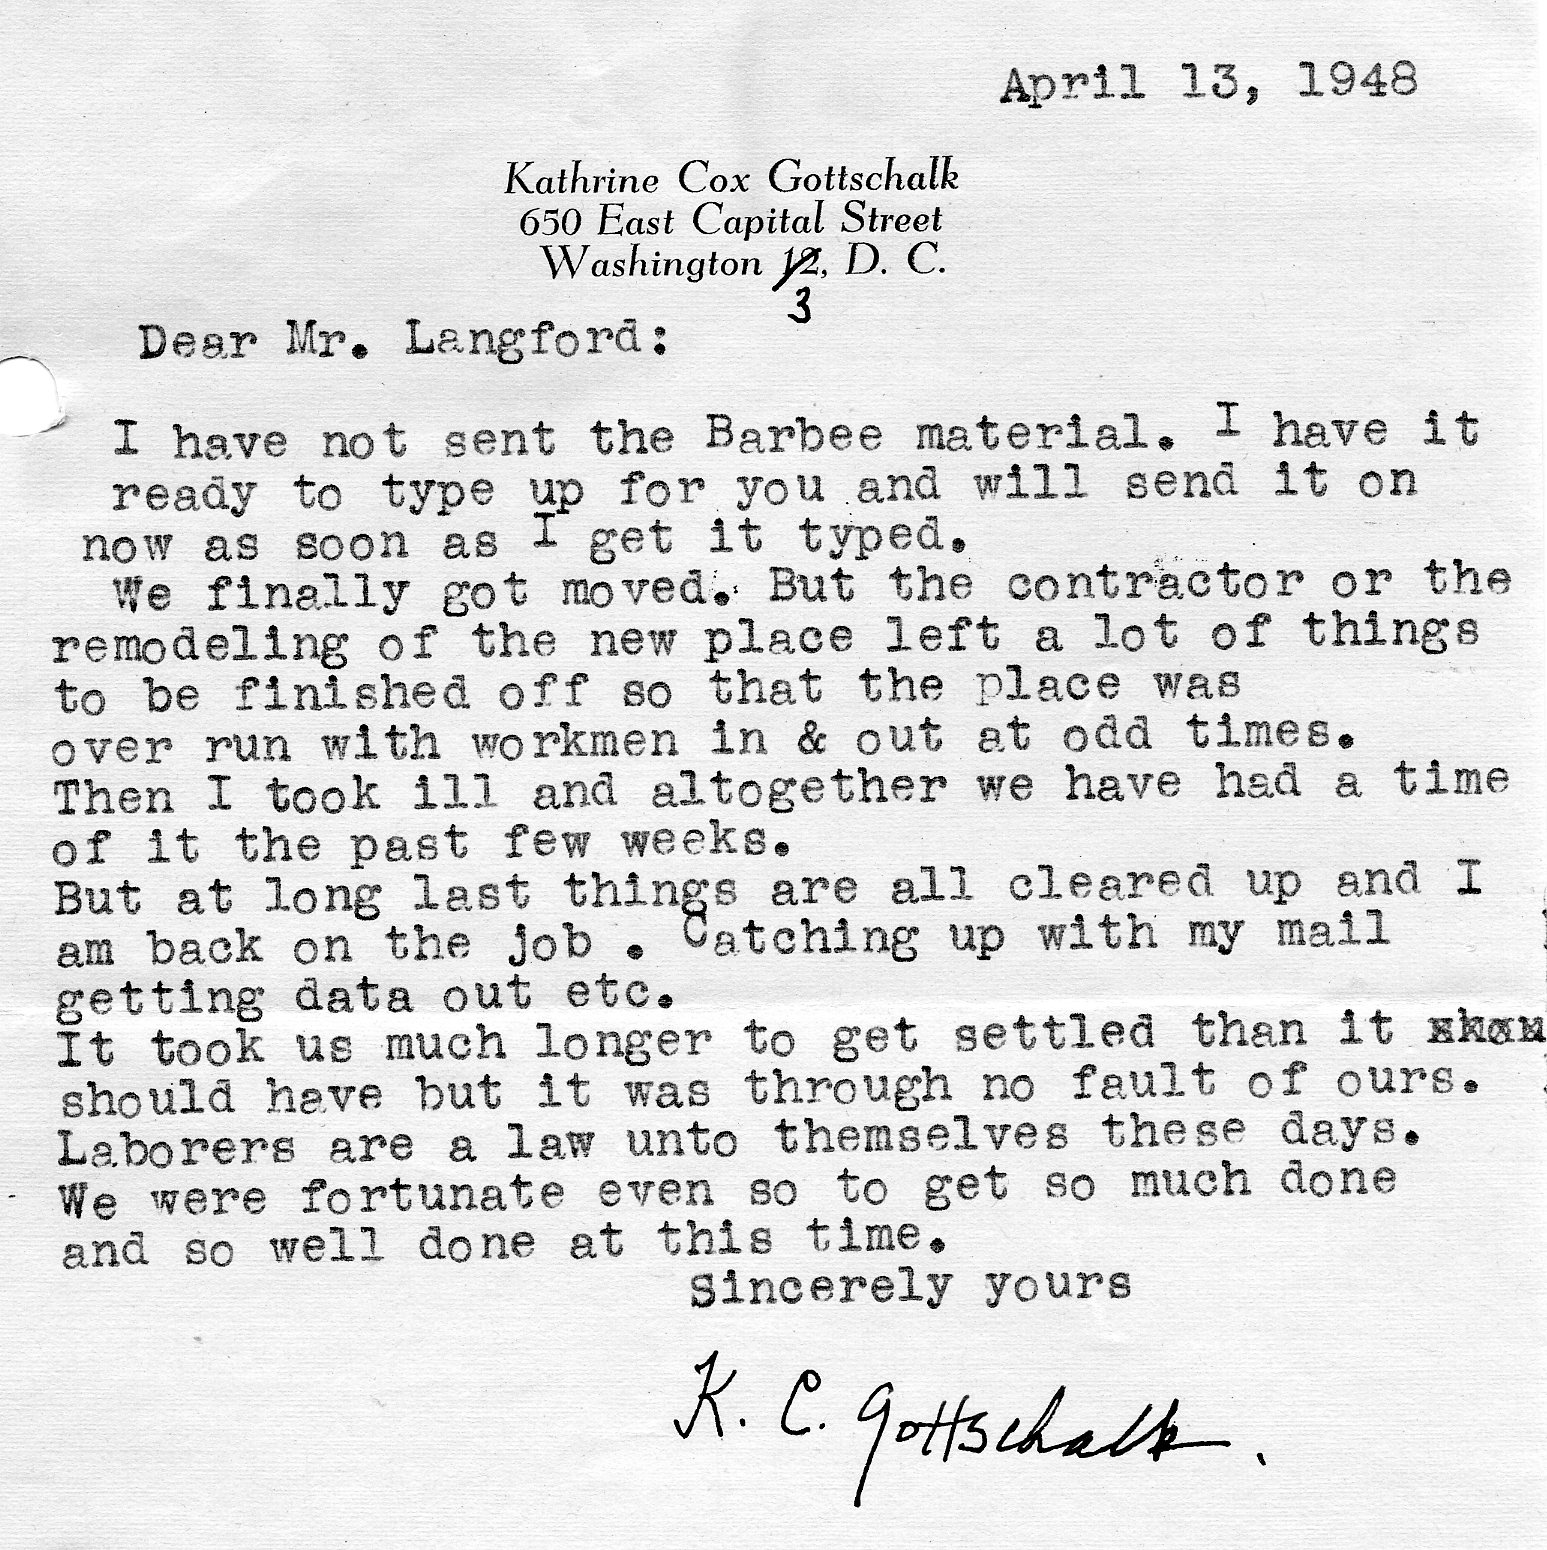 April 13, 1948
Kathrine Cox Gottschalk
650 East Capital Street
Washington 12, D. C.
3
Dear Mr. Langford:
I have not sent the Barbee material. I have it
ready to type up for you and will send it on
now as soon as I get it typed.
We finally got moved. But the contractor or the
remodeling of the new place left a lot of things
to be finished off so that the place was
over run with workmen in & out at odd times.
Then I took ill and altogether we have had a time
of it the past few weeks.
But at long last things are all cleared up and I
am back on the job . Catching up with my mail
getting data out etc.
It took us much longer to get settled than it
should have but it was through no fault of ours.
Laborers are a law unto themselves these days.
We were fortunate even so to get so much done
and so well done at this time.
Sincerely yours
K. C. Gottschalk.